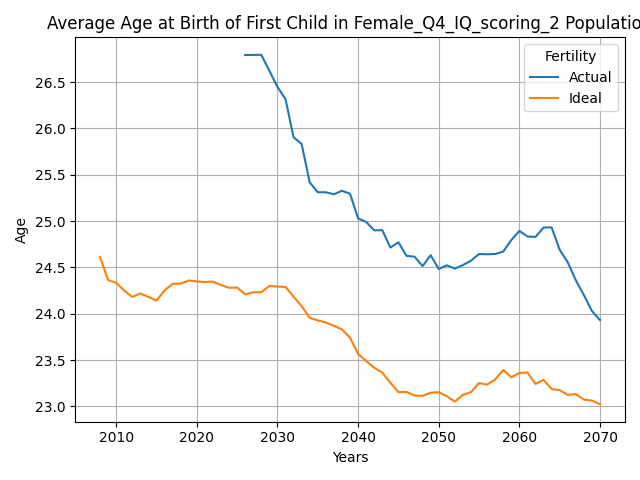 Average Age at Birth of First Child in Female_Q4_IQ_scoring_2 Populatio
Fertility
Actual
Ideal
26.5
26.0
25.5
25.0
24.5
24.0
23.5
23.0
Age
2010 2020 2030 2040 2050 2060 2070
Years